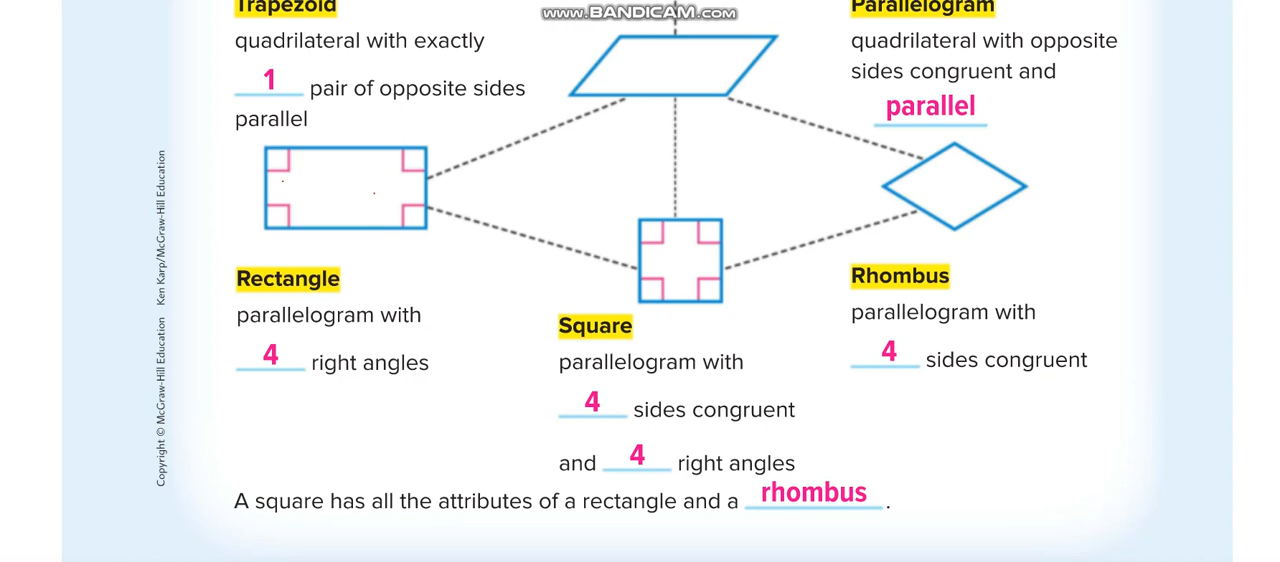 www.BANDICAM.com
Trapezoid
quadrilateral with exactly
1 pair of opposite sides
parallel
Parallelogram
quadrilateral with opposite
sides congruent and
parallel
Rectangle
parallelogram with
4 right angles
Square
parallelogram with
4 sides congruent
and 4 right angles
Rhombus
parallelogram with
4 sides congruent
A square has all the attributes of a rectangle and a rhombus.
Copyright © McGraw-Hill Education Ken Karp/McGraw-Hill Education